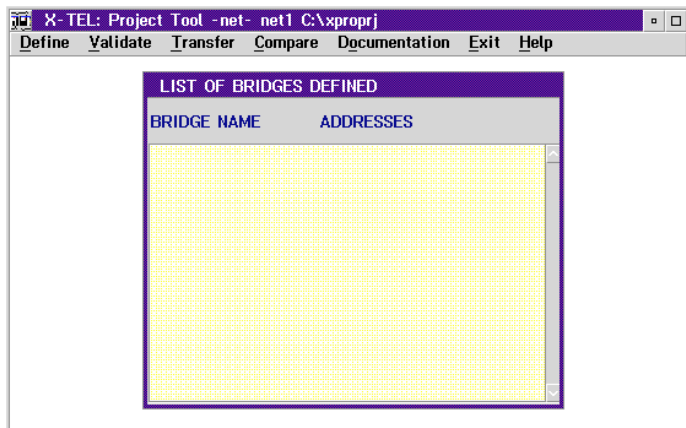 X-TEL: Project Tool -net- net1 C:\xproprj
Define Validate Transfer Compare Documentation Exit Help
LIST OF BRIDGES DEFINED
BRIDGE NAME ADDRESSES